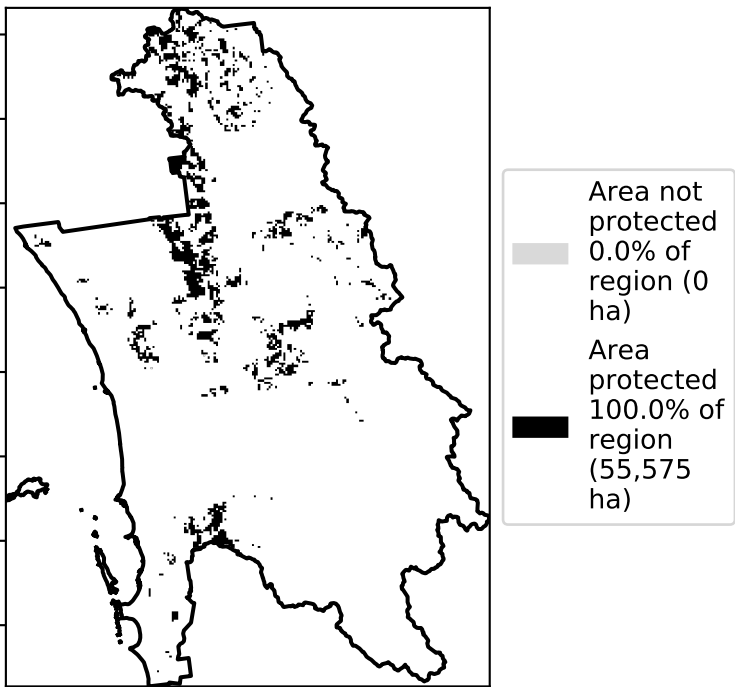 Area not
protected
0.0% of
region (0
ha)
Area
protected
100.0% of
region
(55,575
ha)